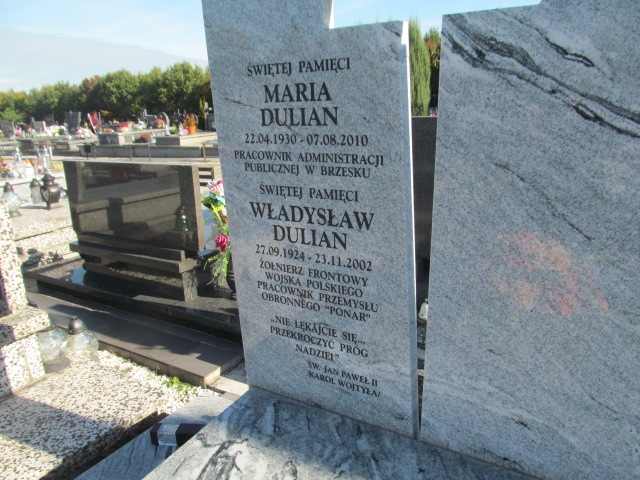 ŚWIĘTEJ PAMIĘCI
MARIA
DULIAN
22.04.1930 - 07.08.2010
PRACOWNIK ADMINISTRACJI
PUBLICZNEJ W BRZESKU
ŚWIĘTEJ PAMIĘCI
WŁADYSŁAW
DULIAN
27.09.1924 - 23.11.2002
ŻOŁNIERZ FRONTOWY
WOJSKA POLSKIEGO
PRACOWNIK PRZEMYSŁU
OBRONNEGO "PONAR"
„NIE LĘKAJCIE SIĘ...
PRZEKROCZYĆ PRÓG
NADZIEI"
ŚW. JAN PAWEŁ II
/KAROL WOJTYŁA/